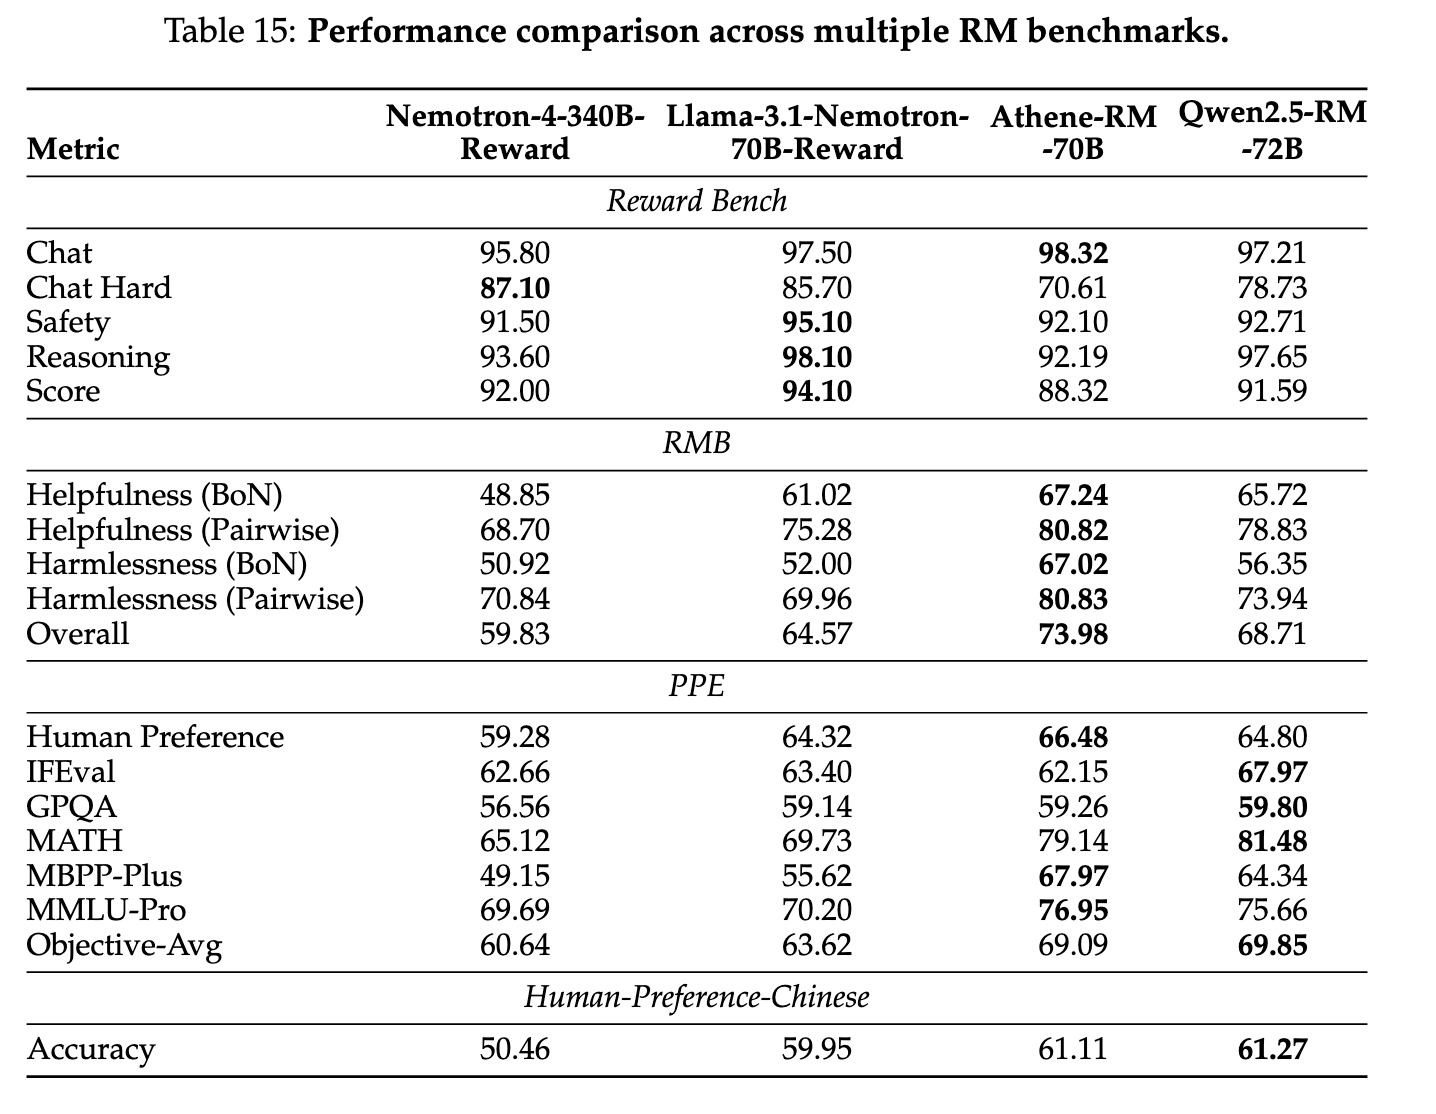 Table 15: Performance comparison across multiple RM benchmarks.
Metric Nemotron-4-340B-Reward Llama-3.1-Nemotron-70B-Reward Athene-RM-70B Qwen2.5-RM-72B
Reward Bench
Chat 95.80 97.50 98.32 97.21
Chat Hard 87.10 85.70 70.61 78.73
Safety 91.50 95.10 92.10 92.71
Reasoning 93.60 98.10 92.19 97.65
Score 92.00 94.10 88.32 91.59
RMB
Helpfulness (BoN) 48.85 61.02 67.24 65.72
Helpfulness (Pairwise) 68.70 75.28 80.82 78.83
Harmlessness (BoN) 50.92 52.00 67.02 56.35
Harmlessness (Pairwise) 70.84 69.96 80.83 73.94
Overall 59.83 64.57 73.98 68.71
PPE
Human Preference 59.28 64.32 66.48 64.80
IFEval 62.66 63.40 62.15 67.97
GPQA 56.56 59.14 59.26 59.80
MATH 65.12 69.73 79.14 81.48
MBPP-Plus 49.15 55.62 67.97 64.34
MMLU-Pro 69.69 70.20 76.95 75.66
Objective-Avg 60.64 63.62 69.09 69.85
Human-Preference-Chinese
Accuracy 50.46 59.95 61.11 61.27